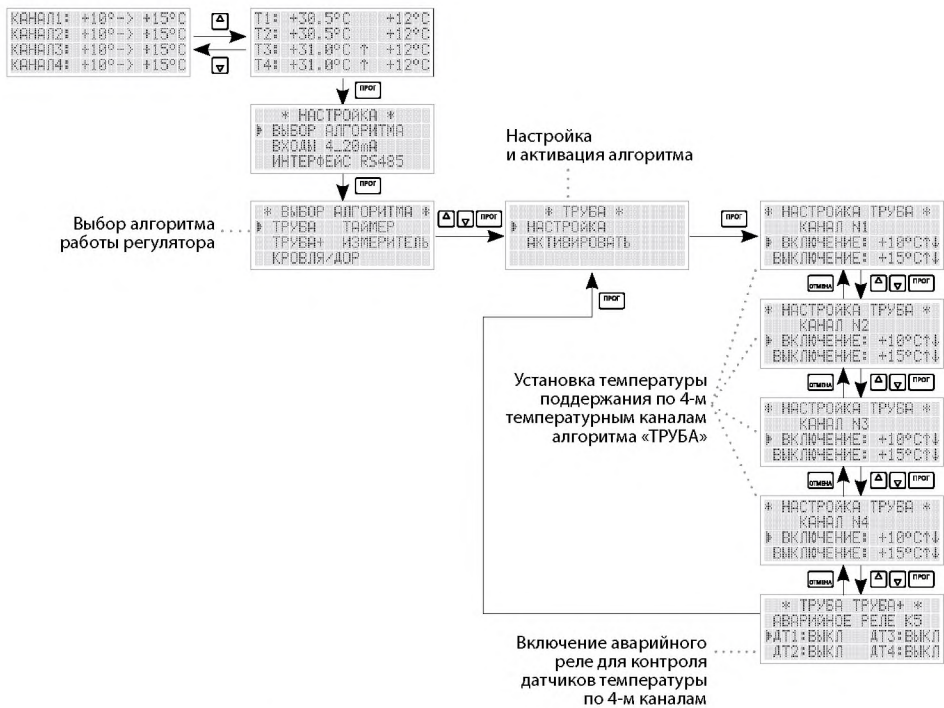 КАНАЛ1: +10°-> +15°C
КАНАЛ2: +10°-> +15°C
КАНАЛ3: +10°-> +15°C
КАНАЛ4: +10°-> +15°C
T1: +30.5°C +12°C
T2: +30.5°C +12°C
T3: +31.0°C ↑ +12°C
T4: +31.0°C ↑ +12°C
ПРОГ
* НАСТРОЙКА *
ВЫБОР АЛГОРИТМА
ВХОДЫ 4_20mA
ИНТЕРФЕЙС RS485
ПРОГ
Выбор алгоритма
работы регулятора
* ВЫБОР АЛГОРИТМА *
ТРУБА ТАЙМЕР
ТРУБА+ ИЗМЕРИТЕЛЬ
КРОВЛЯ/ДОР
ПРОГ
Настройка
и активация алгоритма
* ТРУБА *
НАСТРОЙКА
АКТИВИРОВАТЬ
ПРОГ
ПРОГ
* НАСТРОЙКА ТРУБА *
КАНАЛ N1
ВКЛЮЧЕНИЕ: +10°C↑↓
ВЫКЛЮЧЕНИЕ: +15°C↑↓
ОТМЕНА ПРОГ
* НАСТРОЙКА ТРУБА *
КАНАЛ N2
ВКЛЮЧЕНИЕ: +10°C↑↓
ВЫКЛЮЧЕНИЕ: +15°C↑↓
ОТМЕНА ПРОГ
Установка температуры
поддержания по 4-м
температурным каналам
алгоритма «ТРУБА»
* НАСТРОЙКА ТРУБА *
КАНАЛ N3
ВКЛЮЧЕНИЕ: +10°C↑↓
ВЫКЛЮЧЕНИЕ: +15°C↑↓
ОТМЕНА ПРОГ
* НАСТРОЙКА ТРУБА *
КАНАЛ N4
ВКЛЮЧЕНИЕ: +10°C↑↓
ВЫКЛЮЧЕНИЕ: +15°C↑↓
ОТМЕНА ПРОГ
* ТРУБА ТРУБА+ *
АВАРИЙНОЕ РЕЛЕ К5
ДТ1:ВЫКЛ ДТ3:ВЫКЛ
ДТ2:ВЫКЛ ДТ4:ВЫКЛ
Включение аварийного
реле для контроля
датчиков температуры
по 4-м каналам